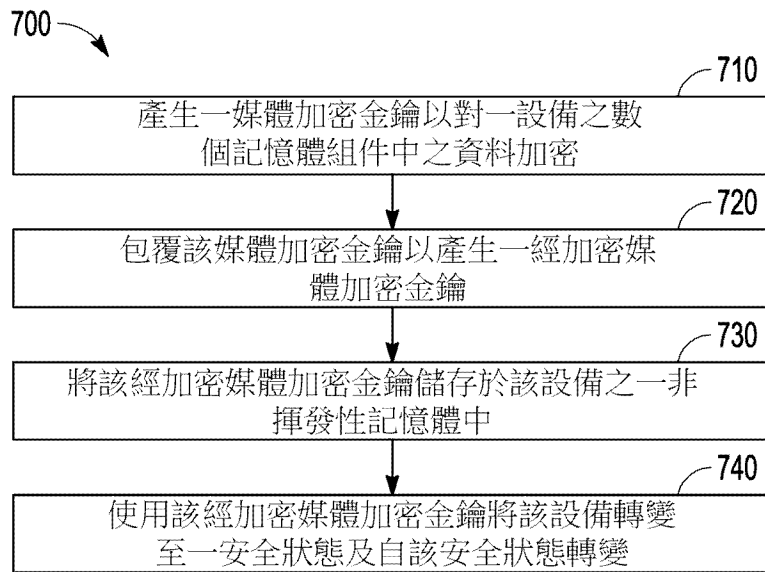 700
710
產生一媒體加密金鑰以對一設備之數
個記憶體組件中之資料加密
720
包覆該媒體加密金鑰以產生一經加密媒
體加密金鑰
730
將該經加密媒體加密金鑰儲存於該設備之一非
揮發性記憶體中
740
使用該經加密媒體加密金鑰將該設備轉變
至一安全狀態及自該安全狀態轉變